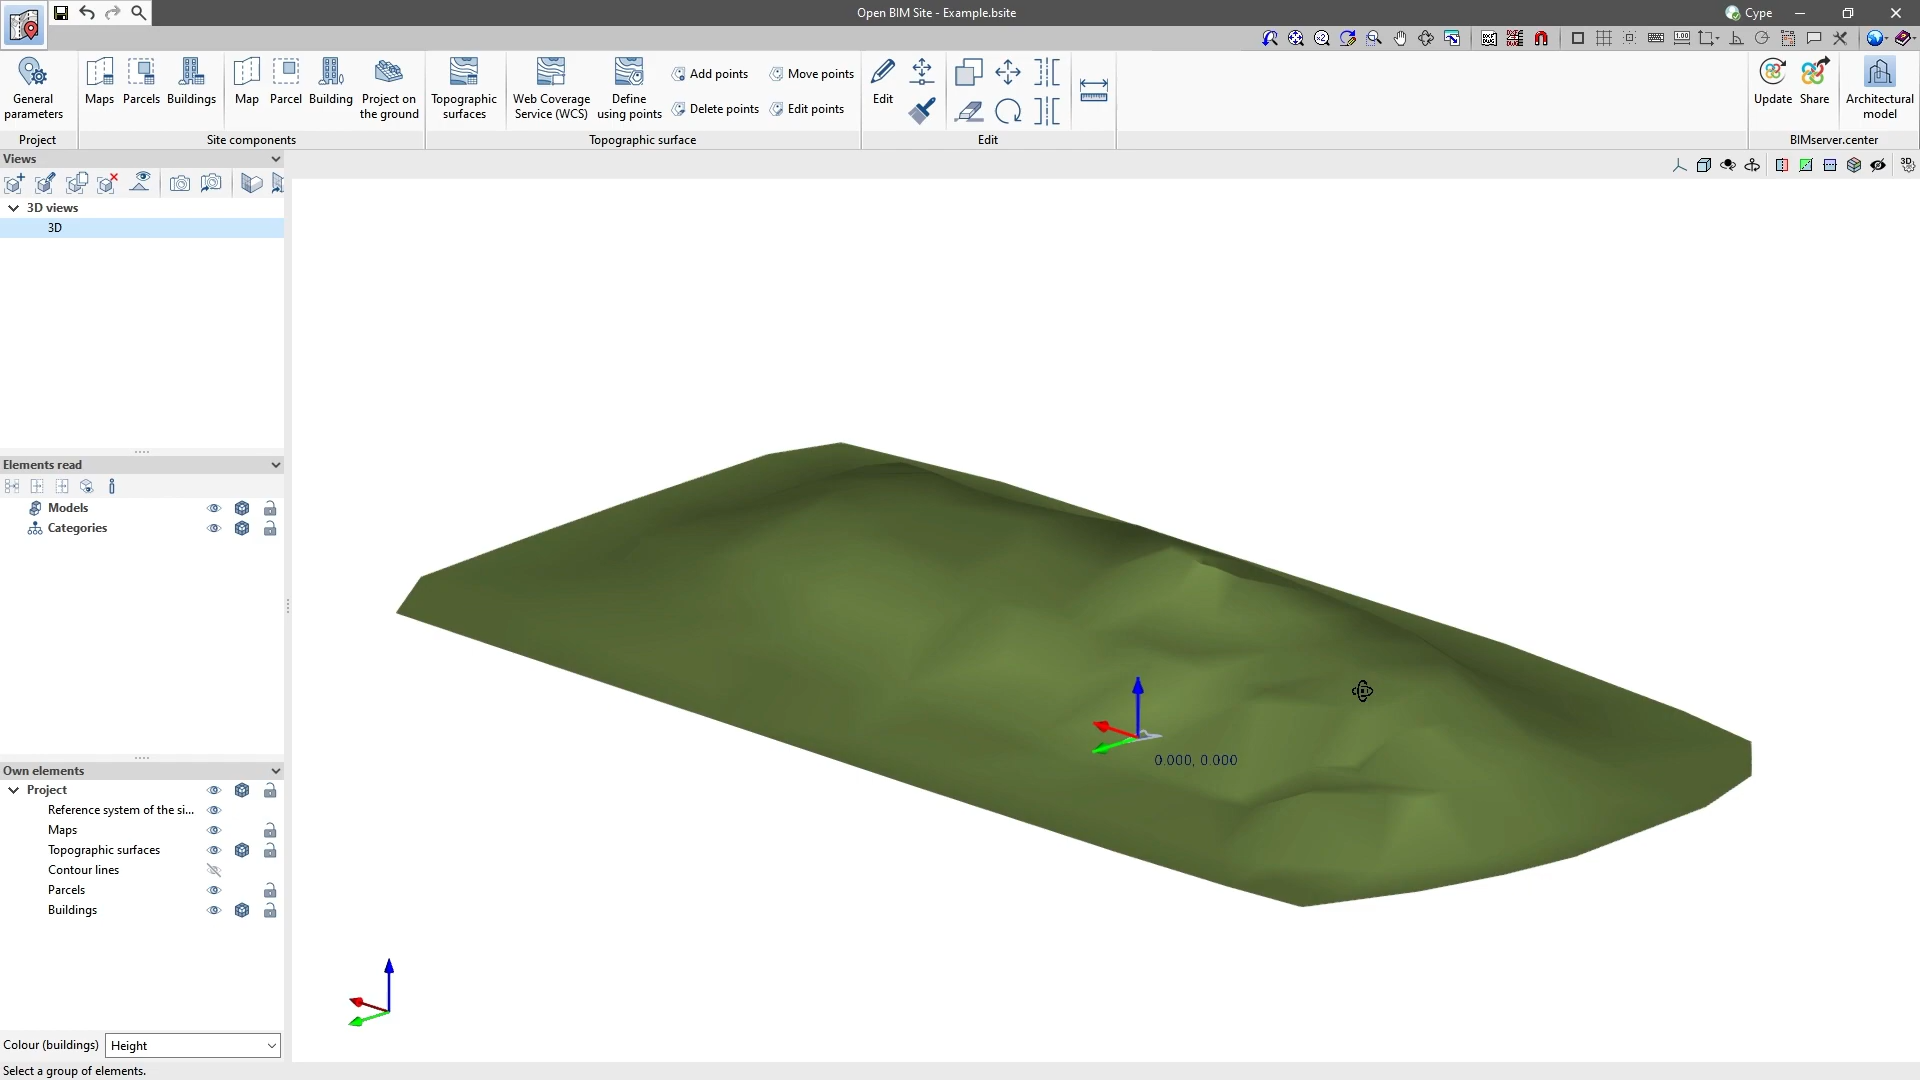 Open BIM Site - Example.bsite
Cype
General parameters
Maps
Parcels
Buildings
Map
Parcel
Building
Project on the ground
Topographic surfaces
Web Coverage Service (WCS)
Define using points
Add points
Move points
Delete points
Edit points
Edit
Update
Share
Architectural model
Project
Site components
Topographic surface
Edit
BIMserver.center
Views
3D views
3D
Elements read
Models
Categories
Own elements
Project
Reference system of the si...
Maps
Topographic surfaces
Contour lines
Parcels
Buildings
0.000, 0.000
Colour (buildings)
Height
Select a group of elements.